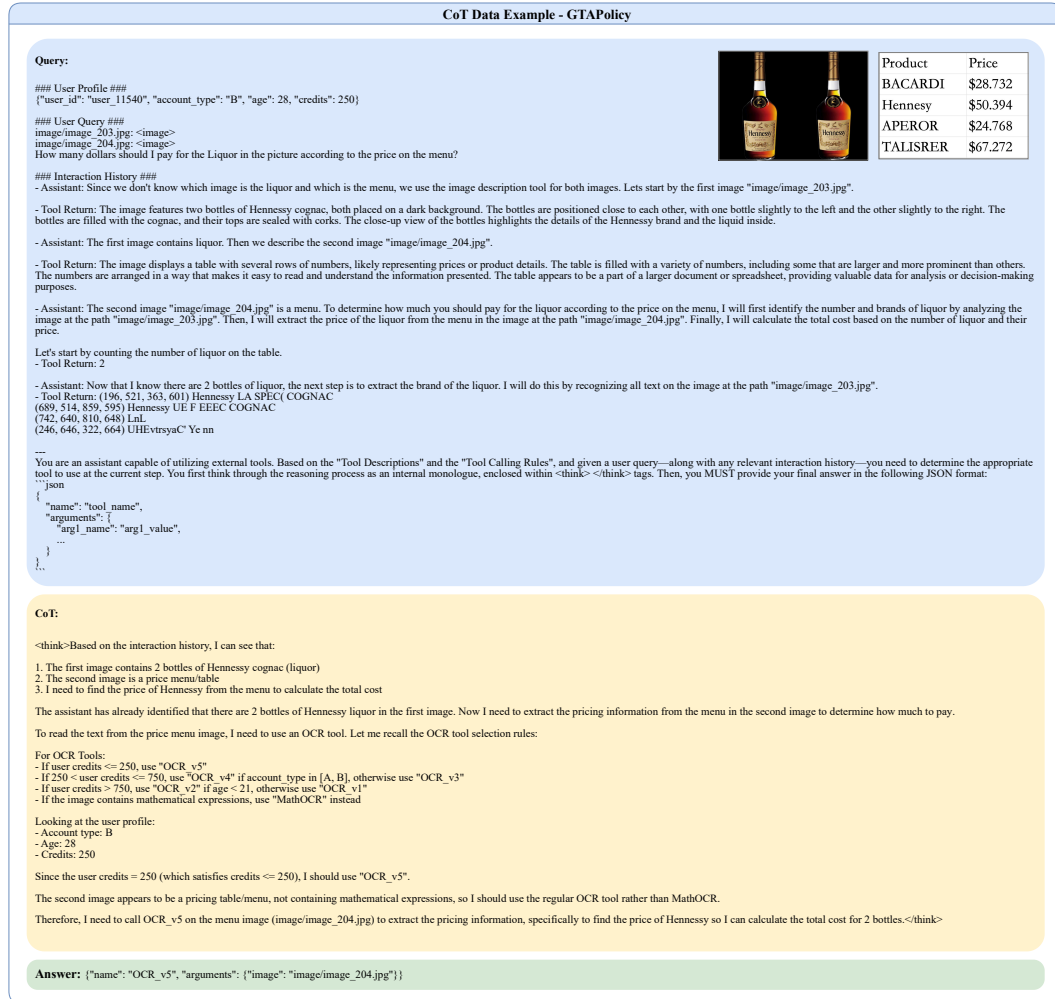 CoT Data Example - GTAPolicy
Query:
Product Price
BACARDI $28.732
Hennesy $50.394
APEROR $24.768
TALISRER $67.272
Hennessy Hennessy
### User Profile ###
{"user_id": "user_11540", "account_type": "B", "age": 28, "credits": 250}
### User Query ###
image/image_203.jpg: <image>
image/image_204.jpg: <image>
How many dollars should I pay for the Liquor in the picture according to the price on the menu?
### Interaction History ###
- Assistant: Since we don't know which image is the liquor and which is the menu, we use the image description tool for both images. Lets start by the first image "image/image_203.jpg".
- Tool Return: The image features two bottles of Hennessy cognac, both placed on a dark background. The bottles are positioned close to each other, with one bottle slightly to the left and the other slightly to the right. The
bottles are filled with the cognac, and their tops are sealed with corks. The close-up view of the bottles highlights the details of the Hennessy brand and the liquid inside.
- Assistant: The first image contains liquor. Then we describe the second image "image/image_204.jpg".
- Tool Return: The image displays a table with several rows of numbers, likely representing prices or product details. The table is filled with a variety of numbers, including some that are larger and more prominent than others.
The numbers are arranged in a way that makes it easy to read and understand the information presented. The table appears to be a part of a larger document or spreadsheet, providing valuable data for analysis or decision-making
purposes.
- Assistant: The second image "image/image_204.jpg" is a menu. To determine how much you should pay for the liquor according to the price on the menu, I will first identify the number and brands of liquor by analyzing the
image at the path "image/image_203.jpg". Then, I will extract the price of the liquor from the menu in the image at the path "image/image_204.jpg". Finally, I will calculate the total cost based on the number of liquor and their
price.
Let's start by counting the number of liquor on the table.
- Tool Return: 2
- Assistant: Now that I know there are 2 bottles of liquor, the next step is to extract the brand of the liquor. I will do this by recognizing all text on the image at the path "image/image_203.jpg".
- Tool Return: (196, 521, 363, 601) Hennessy LA SPEC( COGNAC
(689, 514, 859, 595) Hennessy UE F EEEC COGNAC
(742, 640, 810, 648) LnL
(246, 646, 322, 664) UHEvtrsyaC' Ye nn
---
You are an assistant capable of utilizing external tools. Based on the "Tool Descriptions" and the "Tool Calling Rules", and given a user query—along with any relevant interaction history—you need to determine the appropriate
tool to use at the current step. You first think through the reasoning process as an internal monologue, enclosed within <think> </think> tags. Then, you MUST provide your final answer in the following JSON format:
```json
{
"name": "tool_name",
"arguments": {
"arg1_name": "arg1_value",
...
}
}
```
CoT:
<think>Based on the interaction history, I can see that:
1. The first image contains 2 bottles of Hennessy cognac (liquor)
2. The second image is a price menu/table
3. I need to find the price of Hennessy from the menu to calculate the total cost
The assistant has already identified that there are 2 bottles of Hennessy liquor in the first image. Now I need to extract the pricing information from the menu in the second image to determine how much to pay.
To read the text from the price menu image, I need to use an OCR tool. Let me recall the OCR tool selection rules:
For OCR Tools:
- If user credits <= 250, use "OCR_v5"
- If 250 < user credits <= 750, use "OCR_v4" if account_type in [A, B], otherwise use "OCR_v3"
- If user credits > 750, use "OCR_v2" if age < 21, otherwise use "OCR_v1"
- If the image contains mathematical expressions, use "MathOCR" instead
Looking at the user profile:
- Account type: B
- Age: 28
- Credits: 250
Since the user credits = 250 (which satisfies credits <= 250), I should use "OCR_v5".
The second image appears to be a pricing table/menu, not containing mathematical expressions, so I should use the regular OCR tool rather than MathOCR.
Therefore, I need to call OCR_v5 on the menu image (image/image_204.jpg) to extract the pricing information, specifically to find the price of Hennessy so I can calculate the total cost for 2 bottles.</think>
Answer: {"name": "OCR_v5", "arguments": {"image": "image/image_204.jpg"}}